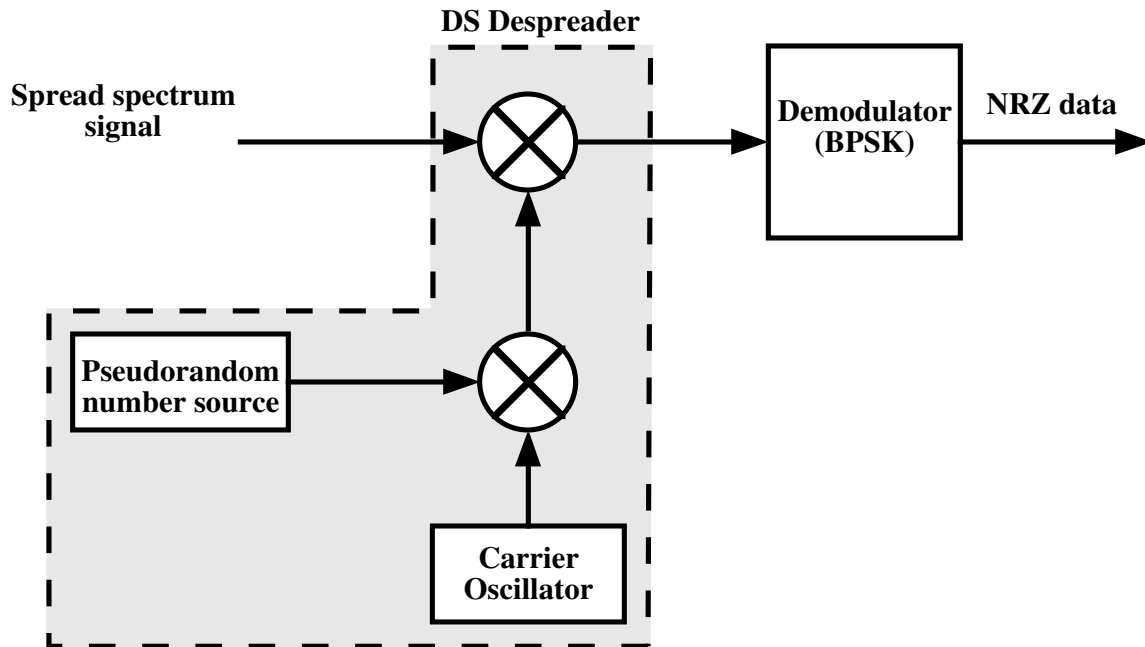 DS Despreader
Spread spectrum
signal
Demodulator
(BPSK)
NRZ data
Pseudorandom
number source
Carrier
Oscillator